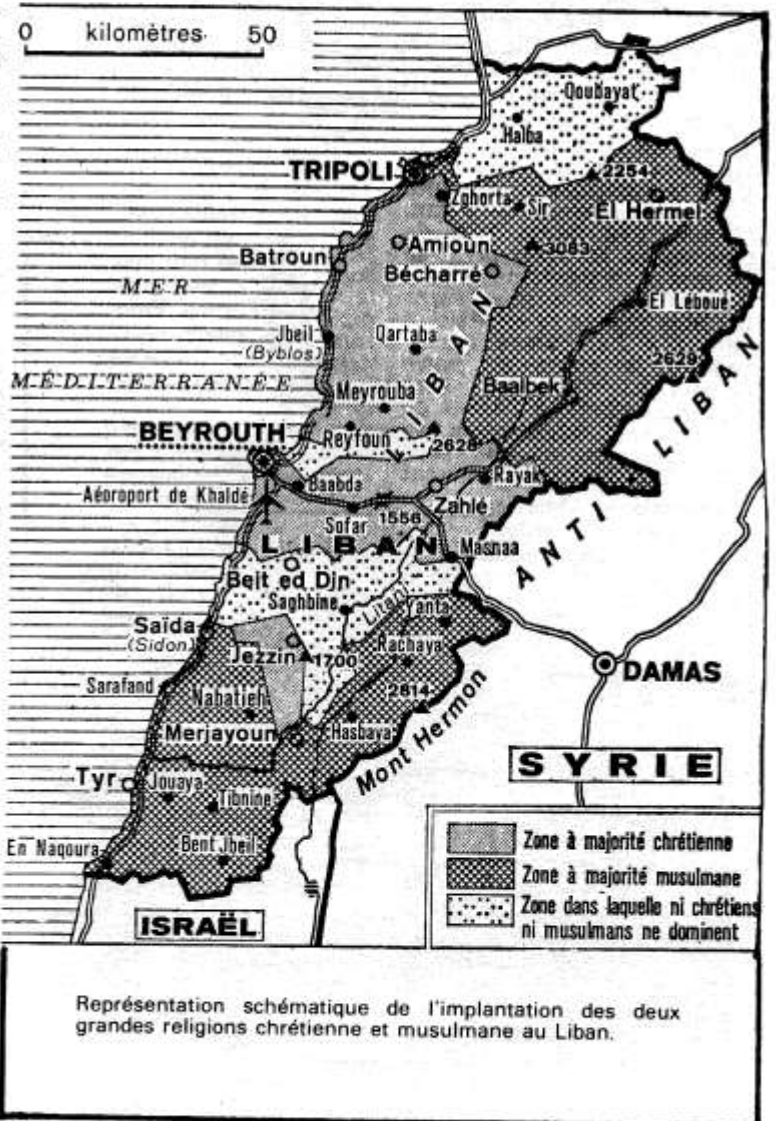 0 kilomètres 50
Qoubayat
Halba
TRIPOLI
2254
Zghorta
Sir
El Hermel
Amioun
3083
Batroun
Bécharré
MER
El Léboué
Jbeil
(Byblos)
Qartaba
2629
MÉDITERRANÉE
Baalbek
Meyrouba
LIBAN
BEYROUTH
Reyfoun
2628
ANTI LIBAN
Baabda
Rayak
Aéoroport de Khaldé
Zahlé
1556
Sofar
LIBAN
Masnaa
Beit ed Din
Saghbine
Litani
Yanta
Saïda
(Sidon)
Jezzin
1700
Rachaya
DAMAS
Sarafand
Nabatieh
2814
Merjayoun
Hasbaya
Mont Hermon
SYRIE
Tyr
Jouaya
Tibnine
En Naqoura
Bent Jbeil
ISRAËL
Zone à majorité chrétienne
Zone à majorité musulmane
Zone dans laquelle ni chrétiens
ni musulmans ne dominent
Représentation schématique de l'implantation des deux
grandes religions chrétienne et musulmane au Liban.